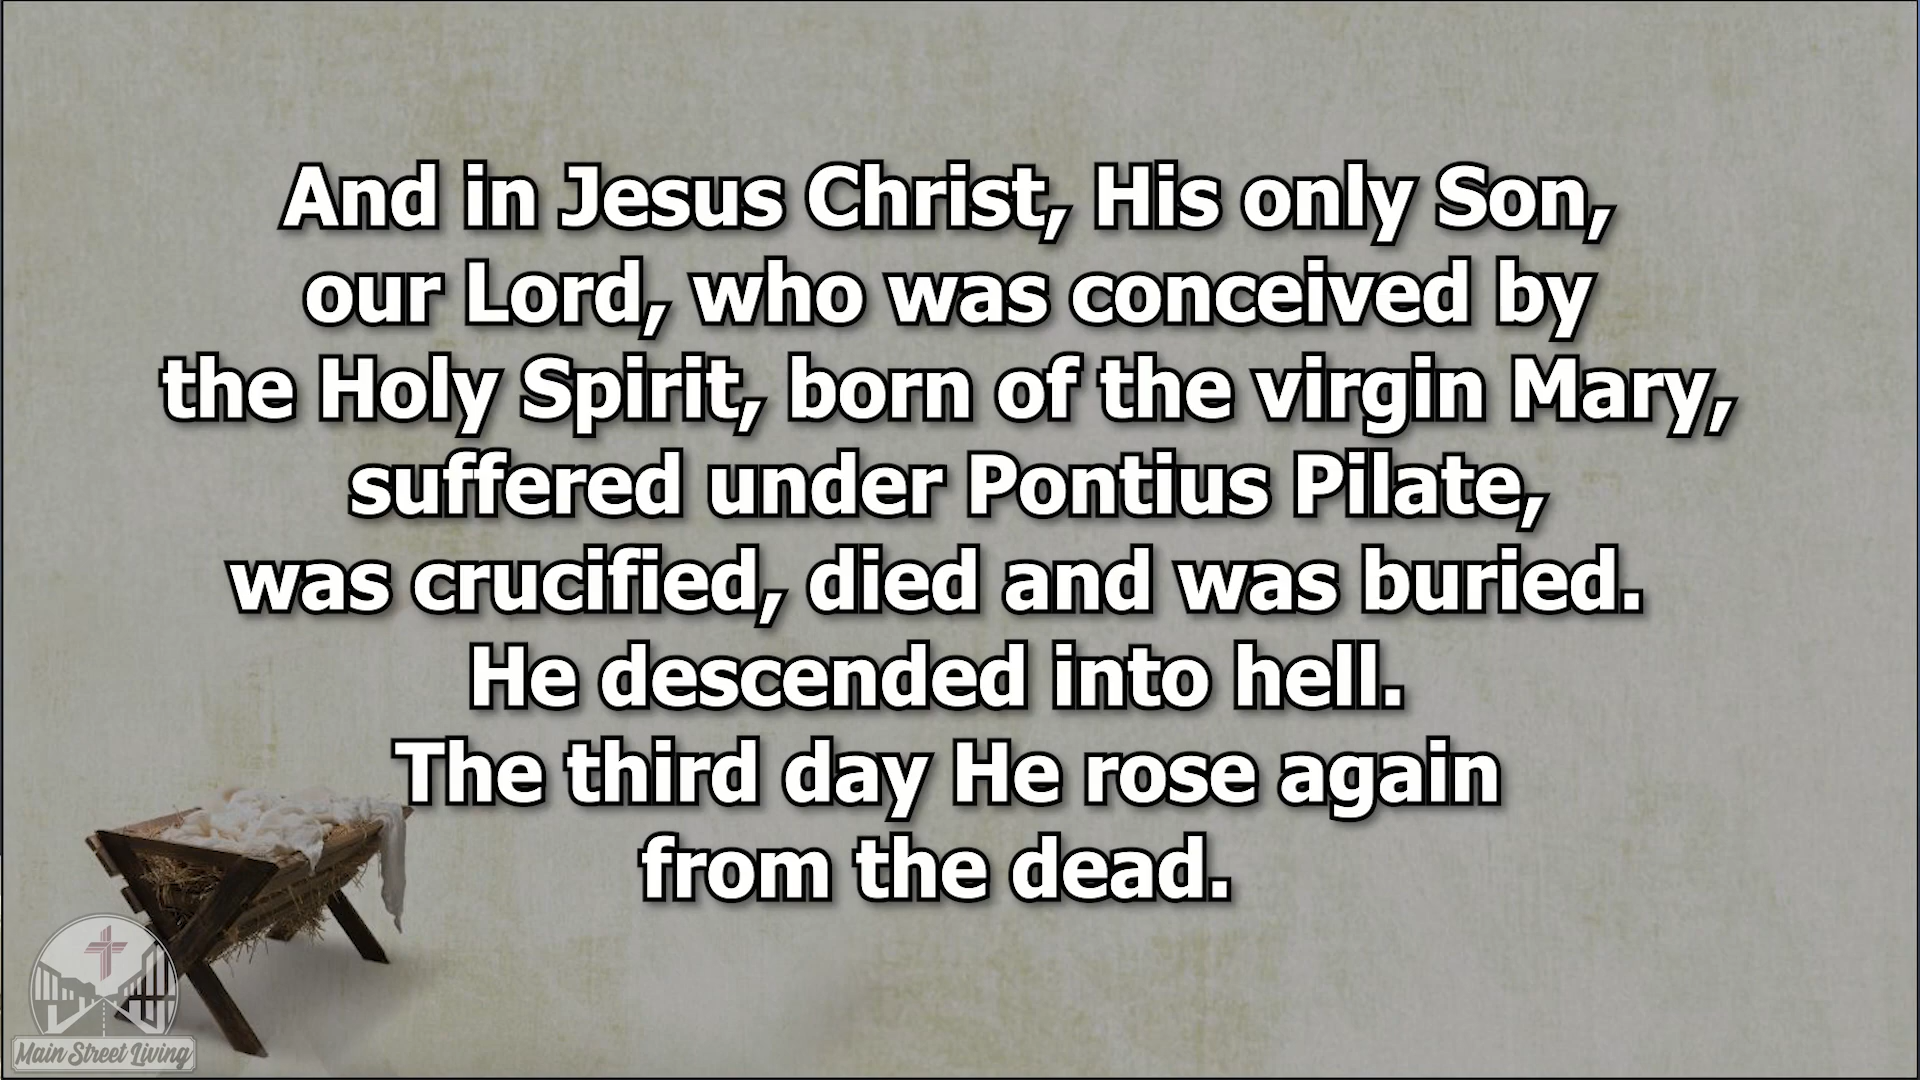 And in Jesus Christ, His only Son,
our Lord, who was conceived by
the Holy Spirit, born of the virgin Mary,
suffered under Pontius Pilate,
was crucified, died and was buried.
He descended into hell.
The third day He rose again
from the dead.
Main Street Living